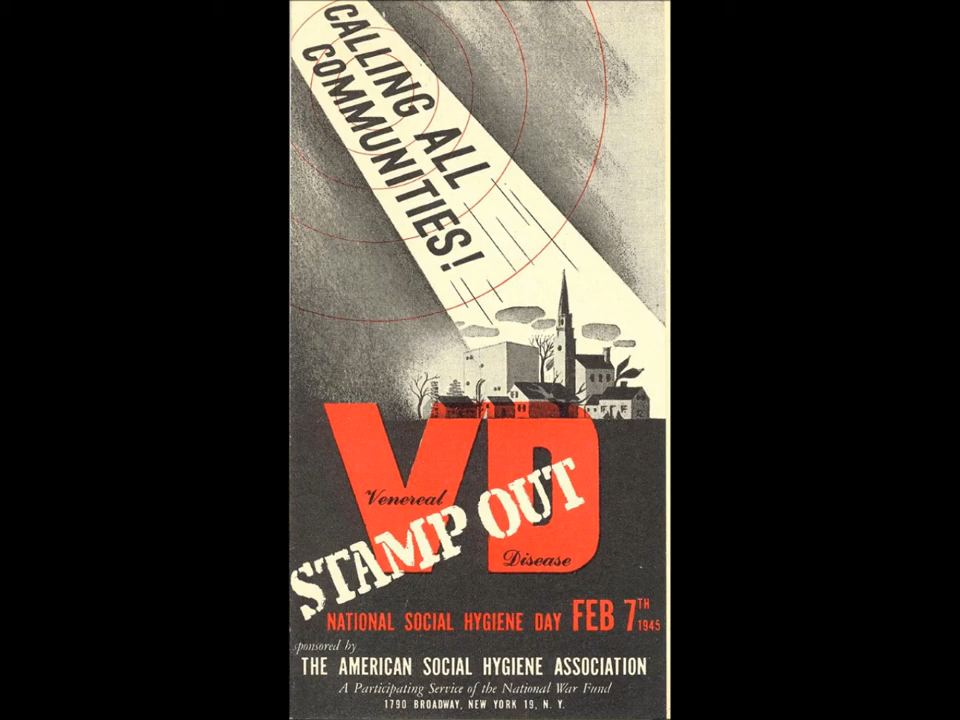 CALLING ALL
COMMUNITIES!
VD
Venereal
STAMP OUT
Disease
NATIONAL SOCIAL HYGIENE DAY FEB 7TH 1945
sponsored by
THE AMERICAN SOCIAL HYGIENE ASSOCIATION
A Participating Service of the National War Fund
1790 BROADWAY, NEW YORK 19, N. Y.